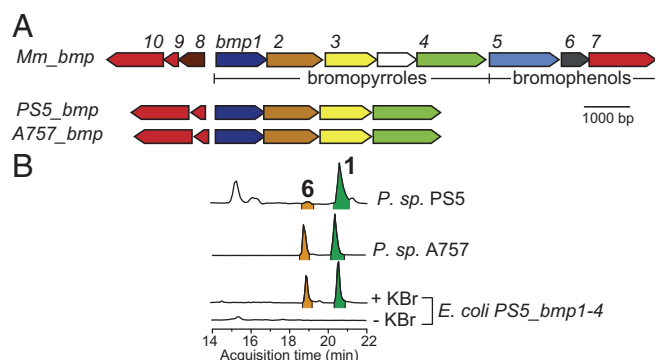 A
10 9 8 bmp1 2 3 4 5 6 7
Mm_bmp
bromopyrroles bromophenols
PS5_bmp
1000 bp
A757_bmp
B
6 1
P. sp. PS5
P. sp. A757
+ KBr
E. coli PS5_bmp1-4
- KBr
14 16 18 20 22
Acquisition time (min)